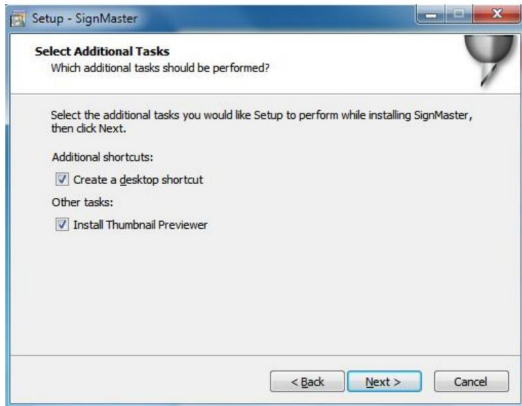 Setup - SignMaster
Select Additional Tasks
Which additional tasks should be performed?
Select the additional tasks you would like Setup to perform while installing SignMaster,
then click Next.
Additional shortcuts:
Create a desktop shortcut
Other tasks:
Install Thumbnail Previewer
< Back Next > Cancel